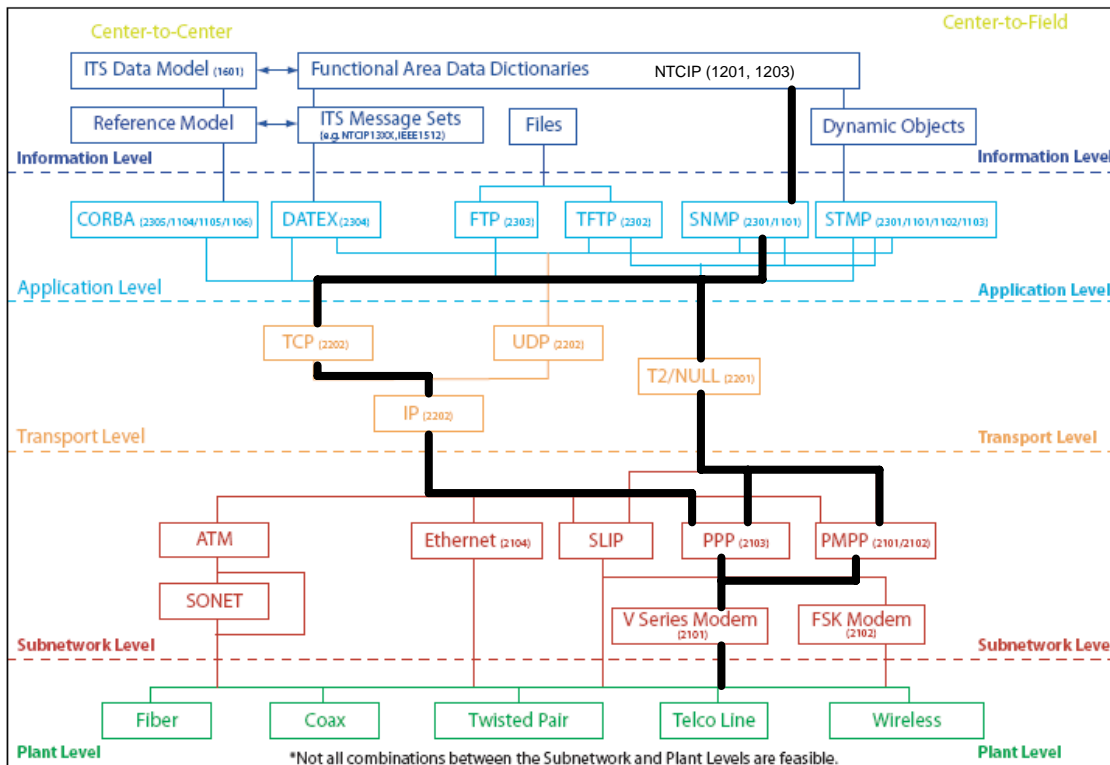 Center-to-Center
Center-to-Field
ITS Data Model (1601)
Functional Area Data Dictionaries
NTCIP (1201, 1203)
Reference Model
ITS Message Sets
(e.g. NTCIP13XX, IEEE1512)
Files
Dynamic Objects
Information Level
Information Level
CORBA (2305/1104/1105/1106)
DATEX (2304)
FTP (2303)
TFTP (2302)
SNMP (2301/1101)
STMP (2301/1101/1102/1103)
Application Level
Application Level
TCP (2202)
UDP (2202)
T2/NULL (2201)
IP (2202)
Transport Level
Transport Level
ATM
Ethernet (2104)
SLIP
PPP (2103)
PMPP (2101/2102)
SONET
V Series Modem
(2101)
FSK Modem
(2102)
Subnetwork Level
Subnetwork Level
Fiber
Coax
Twisted Pair
Telco Line
Wireless
Plant Level
*Not all combinations between the Subnetwork and Plant Levels are feasible.
Plant Level